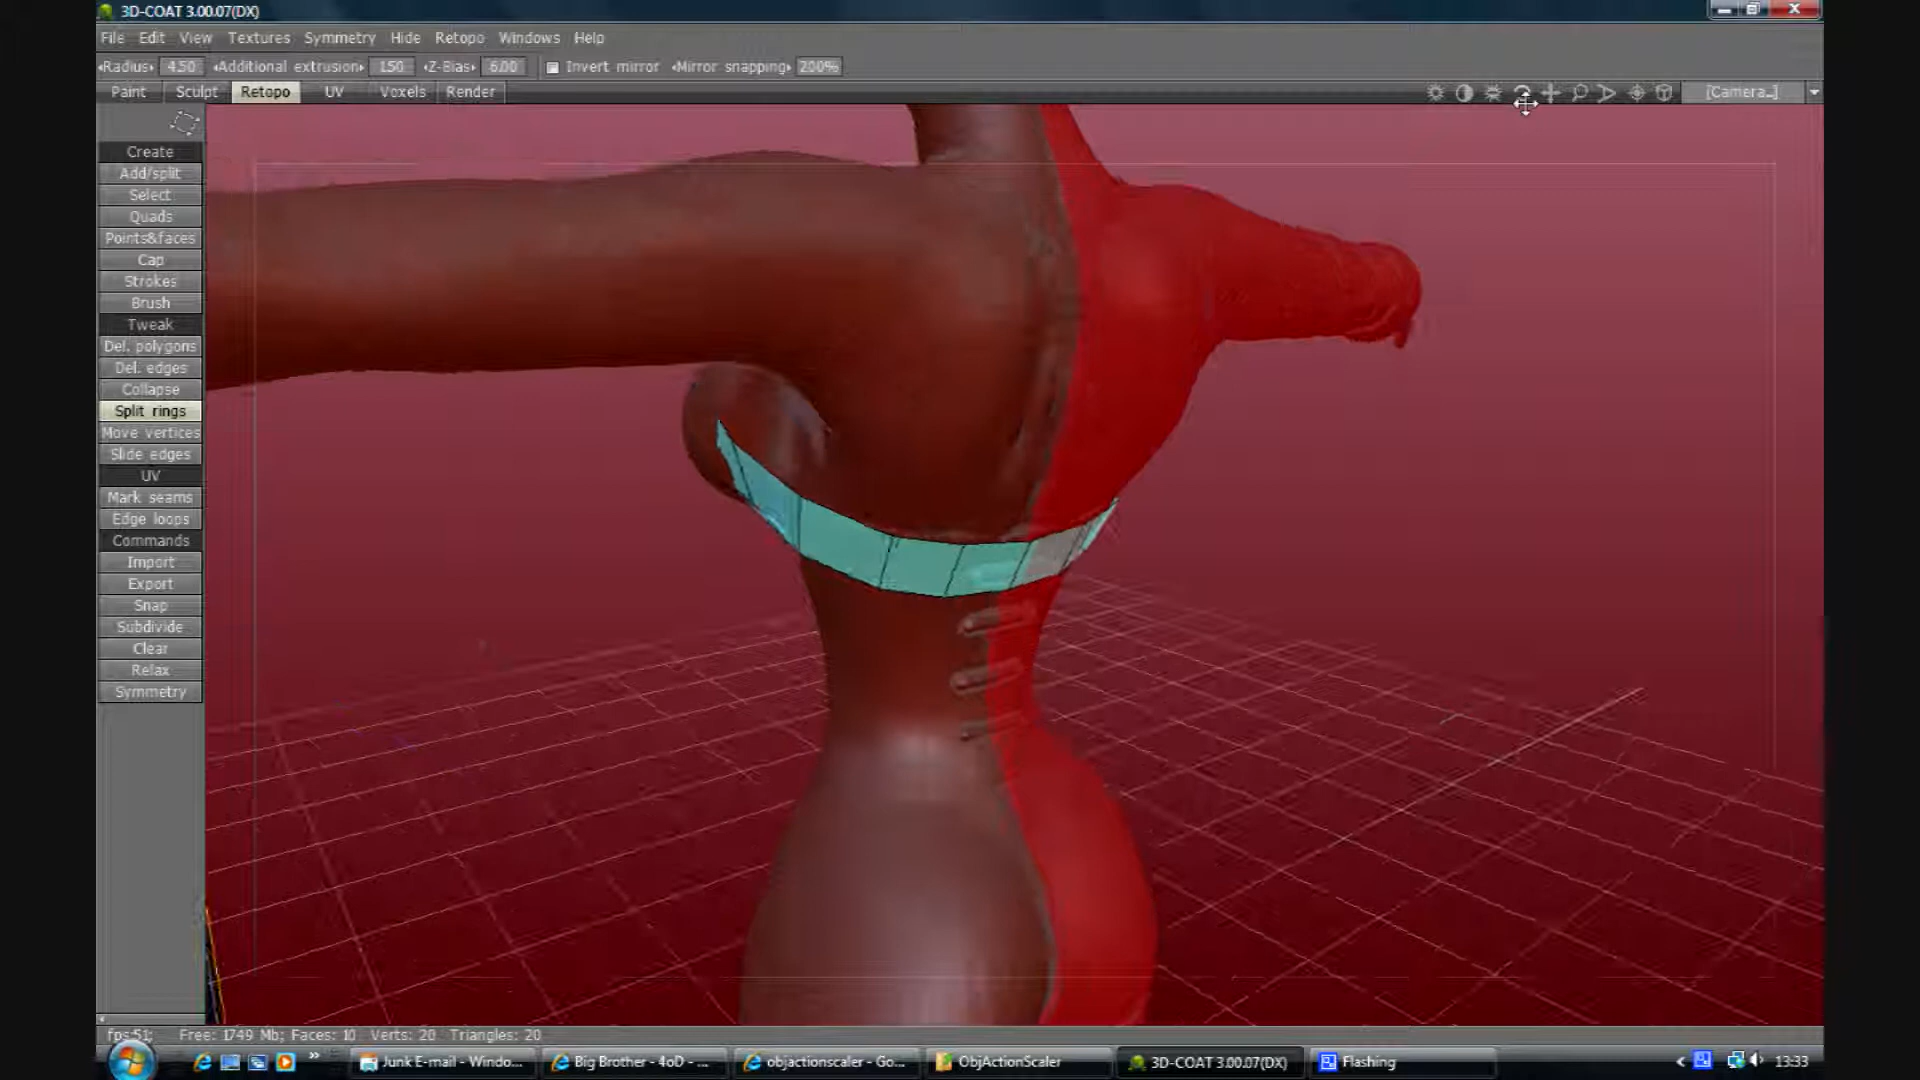 3D-COAT 3.00.07(DX)
File Edit View Textures Symmetry Hide Retopo Windows Help
Radius 4.50 Additional extrusion 1.50 Z-Bias 6.00 Invert mirror Mirror snapping 200%
Paint Sculpt Retopo UV Voxels Render [Camera..]
Create
Add/split
Select
Quads
Points&faces
Cap
Strokes
Brush
Tweak
Del. polygons
Del. edges
Collapse
Split rings
Move vertices
Slide edges
UV
Mark seams
Edge loops
Commands
Import
Export
Snap
Subdivide
Clear
Relax
Symmetry
fps:51; Free: 1749 Mb; Faces: 10 Verts: 20 Triangles: 20
Junk E-mail - Windo... Big Brother - 4oD - ... objactionscaler - Go... ObjActionScaler 3D-COAT 3.00.07(DX) Flashing 13:33